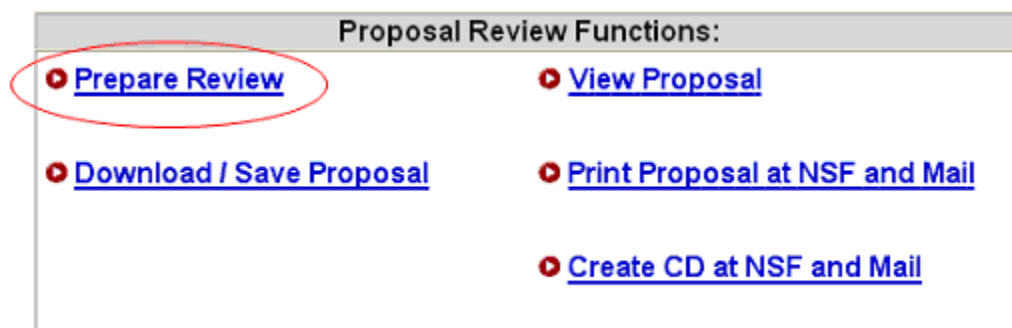 Proposal Review Functions:
Prepare Review
View Proposal
Download / Save Proposal
Print Proposal at NSF and Mail
Create CD at NSF and Mail